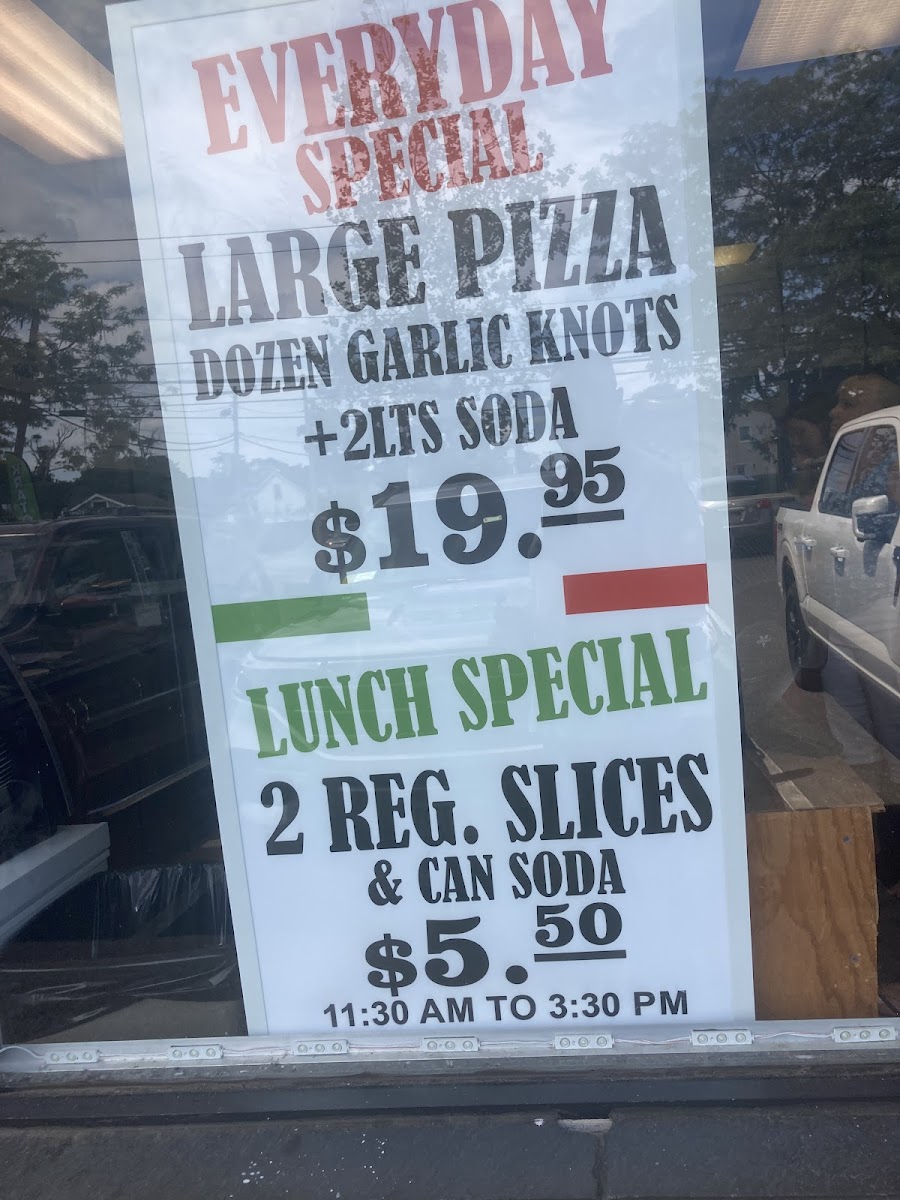 EVERYDAY
SPECIAL
LARGE PIZZA
DOZEN GARLIC KNOTS
+2LTS SODA
$19.95
LUNCH SPECIAL
2 REG. SLICES
& CAN SODA
$5.50
11:30 AM TO 3:30 PM